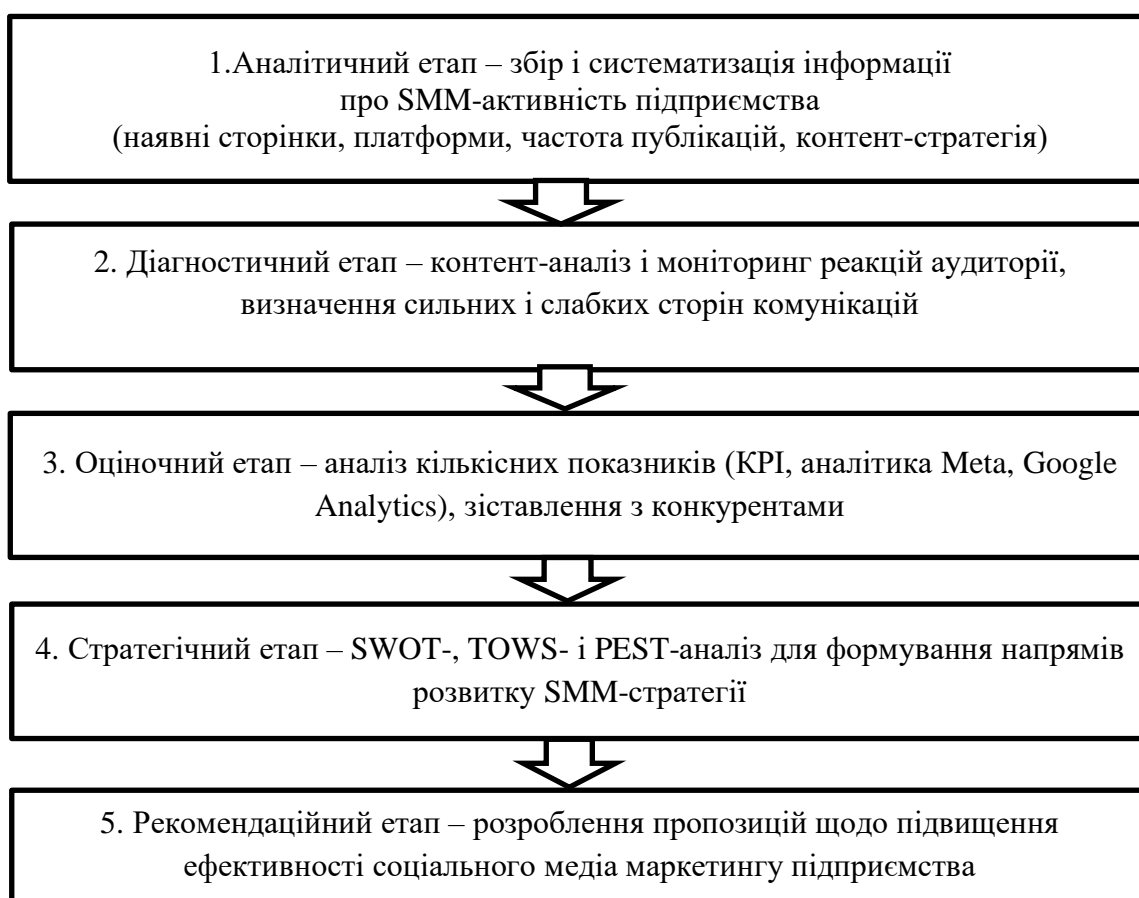 1.Аналітичний етап – збір і систематизація інформації
про SMM-активність підприємства
(наявні сторінки, платформи, частота публікацій, контент-стратегія)
2. Діагностичний етап – контент-аналіз і моніторинг реакцій аудиторії,
визначення сильних і слабких сторін комунікацій
3. Оціночний етап – аналіз кількісних показників (KPI, аналітика Meta, Google
Analytics), зіставлення з конкурентами
4. Стратегічний етап – SWOT-, TOWS- і PEST-аналіз для формування напрямів
розвитку SMM-стратегії
5. Рекомендаційний етап – розроблення пропозицій щодо підвищення
ефективності соціального медіа маркетингу підприємства